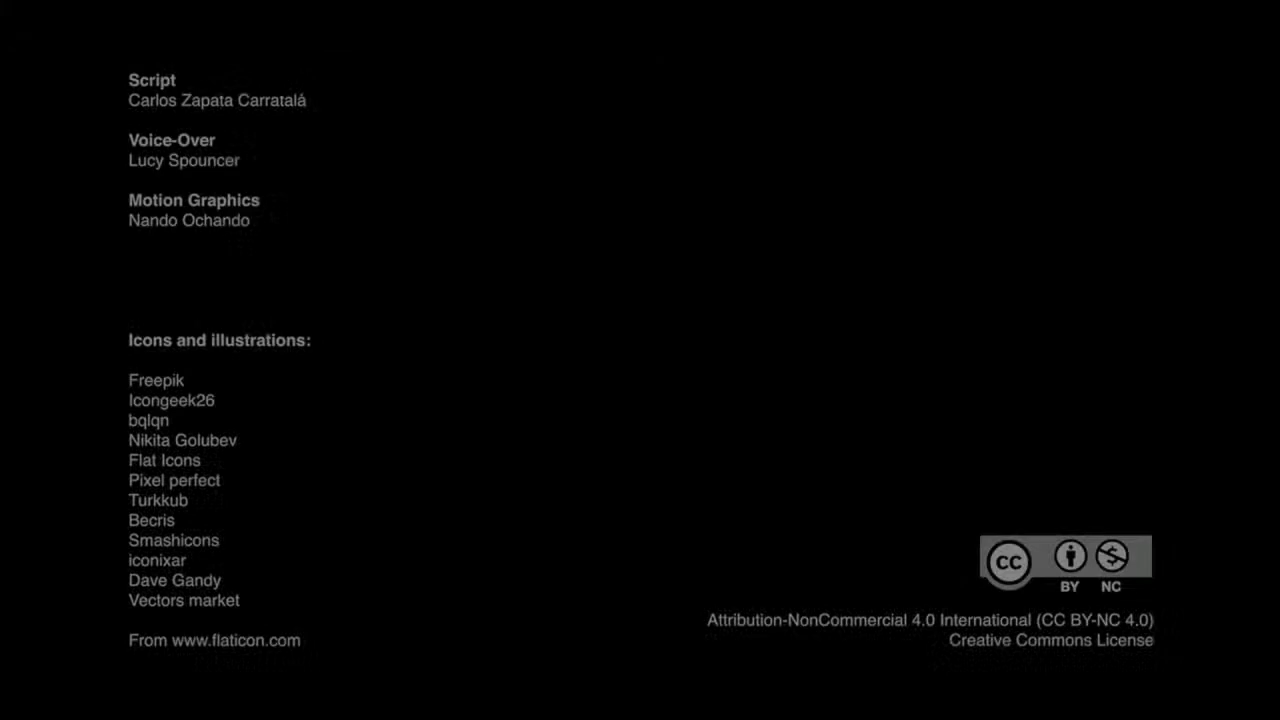 Script
Carlos Zapata Carratalá
Voice-Over
Lucy Spouncer
Motion Graphics
Nando Ochando
Icons and illustrations:
Freepik
Icongeek26
bqlqn
Nikita Golubev
Flat Icons
Pixel perfect
Turkkub
Becris
Smashicons
iconixar
Dave Gandy
Vectors market
From www.flaticon.com
CC
BY NC
Attribution-NonCommercial 4.0 International (CC BY-NC 4.0)
Creative Commons License